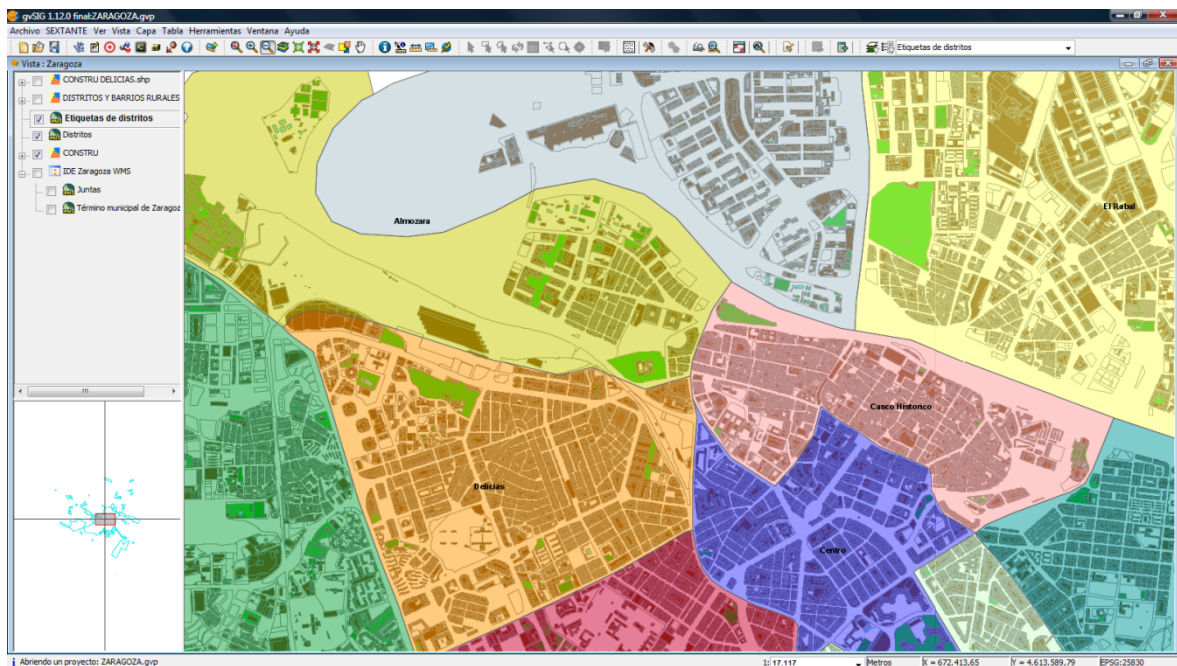 gvSIG 1.12.0 final:ZARAGOZA.gvp
Archivo SEXTANTE Ver Vista Capa Tabla Herramientas Ventana Ayuda
Etiquetas de distritos
Vista : Zaragoza
CONSTRU DELICIAS.shp
DISTRITOS Y BARRIOS RURALES
Etiquetas de distritos
Distritos
CONSTRU
IDE Zaragoza WMS
Juntas
Término municipal de Zaragoz
Almozara
El Rabal
Casco Historico
Delicias
Centro
Abriendo un proyecto: ZARAGOZA.gvp
1: 17.117
Metros
X = 672.413,65
Y = 4.613.589,79
EPSG:25830